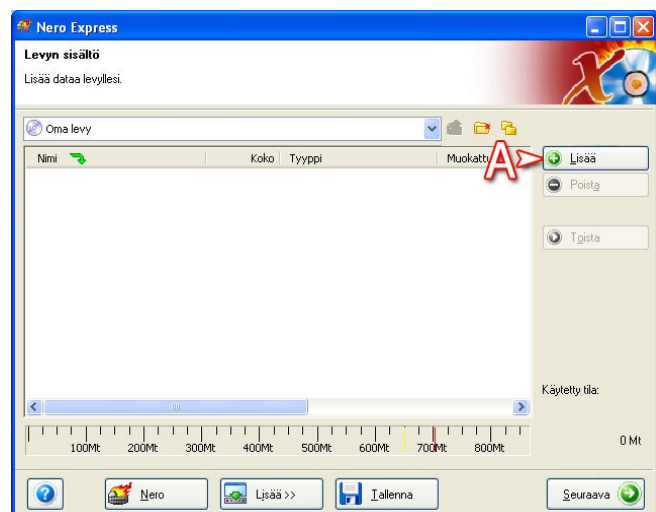 Nero Express
Levyn sisältö
Lisää dataa levyllesi.
Oma levy
Nimi Koko Tyyppi Muokattu
A
Lisää
Poista
Toista
Käytetty tila:
100Mt 200Mt 300Mt 400Mt 500Mt 600Mt 700Mt 800Mt
0 Mt
Nero Lisää >> Tallenna Seuraava